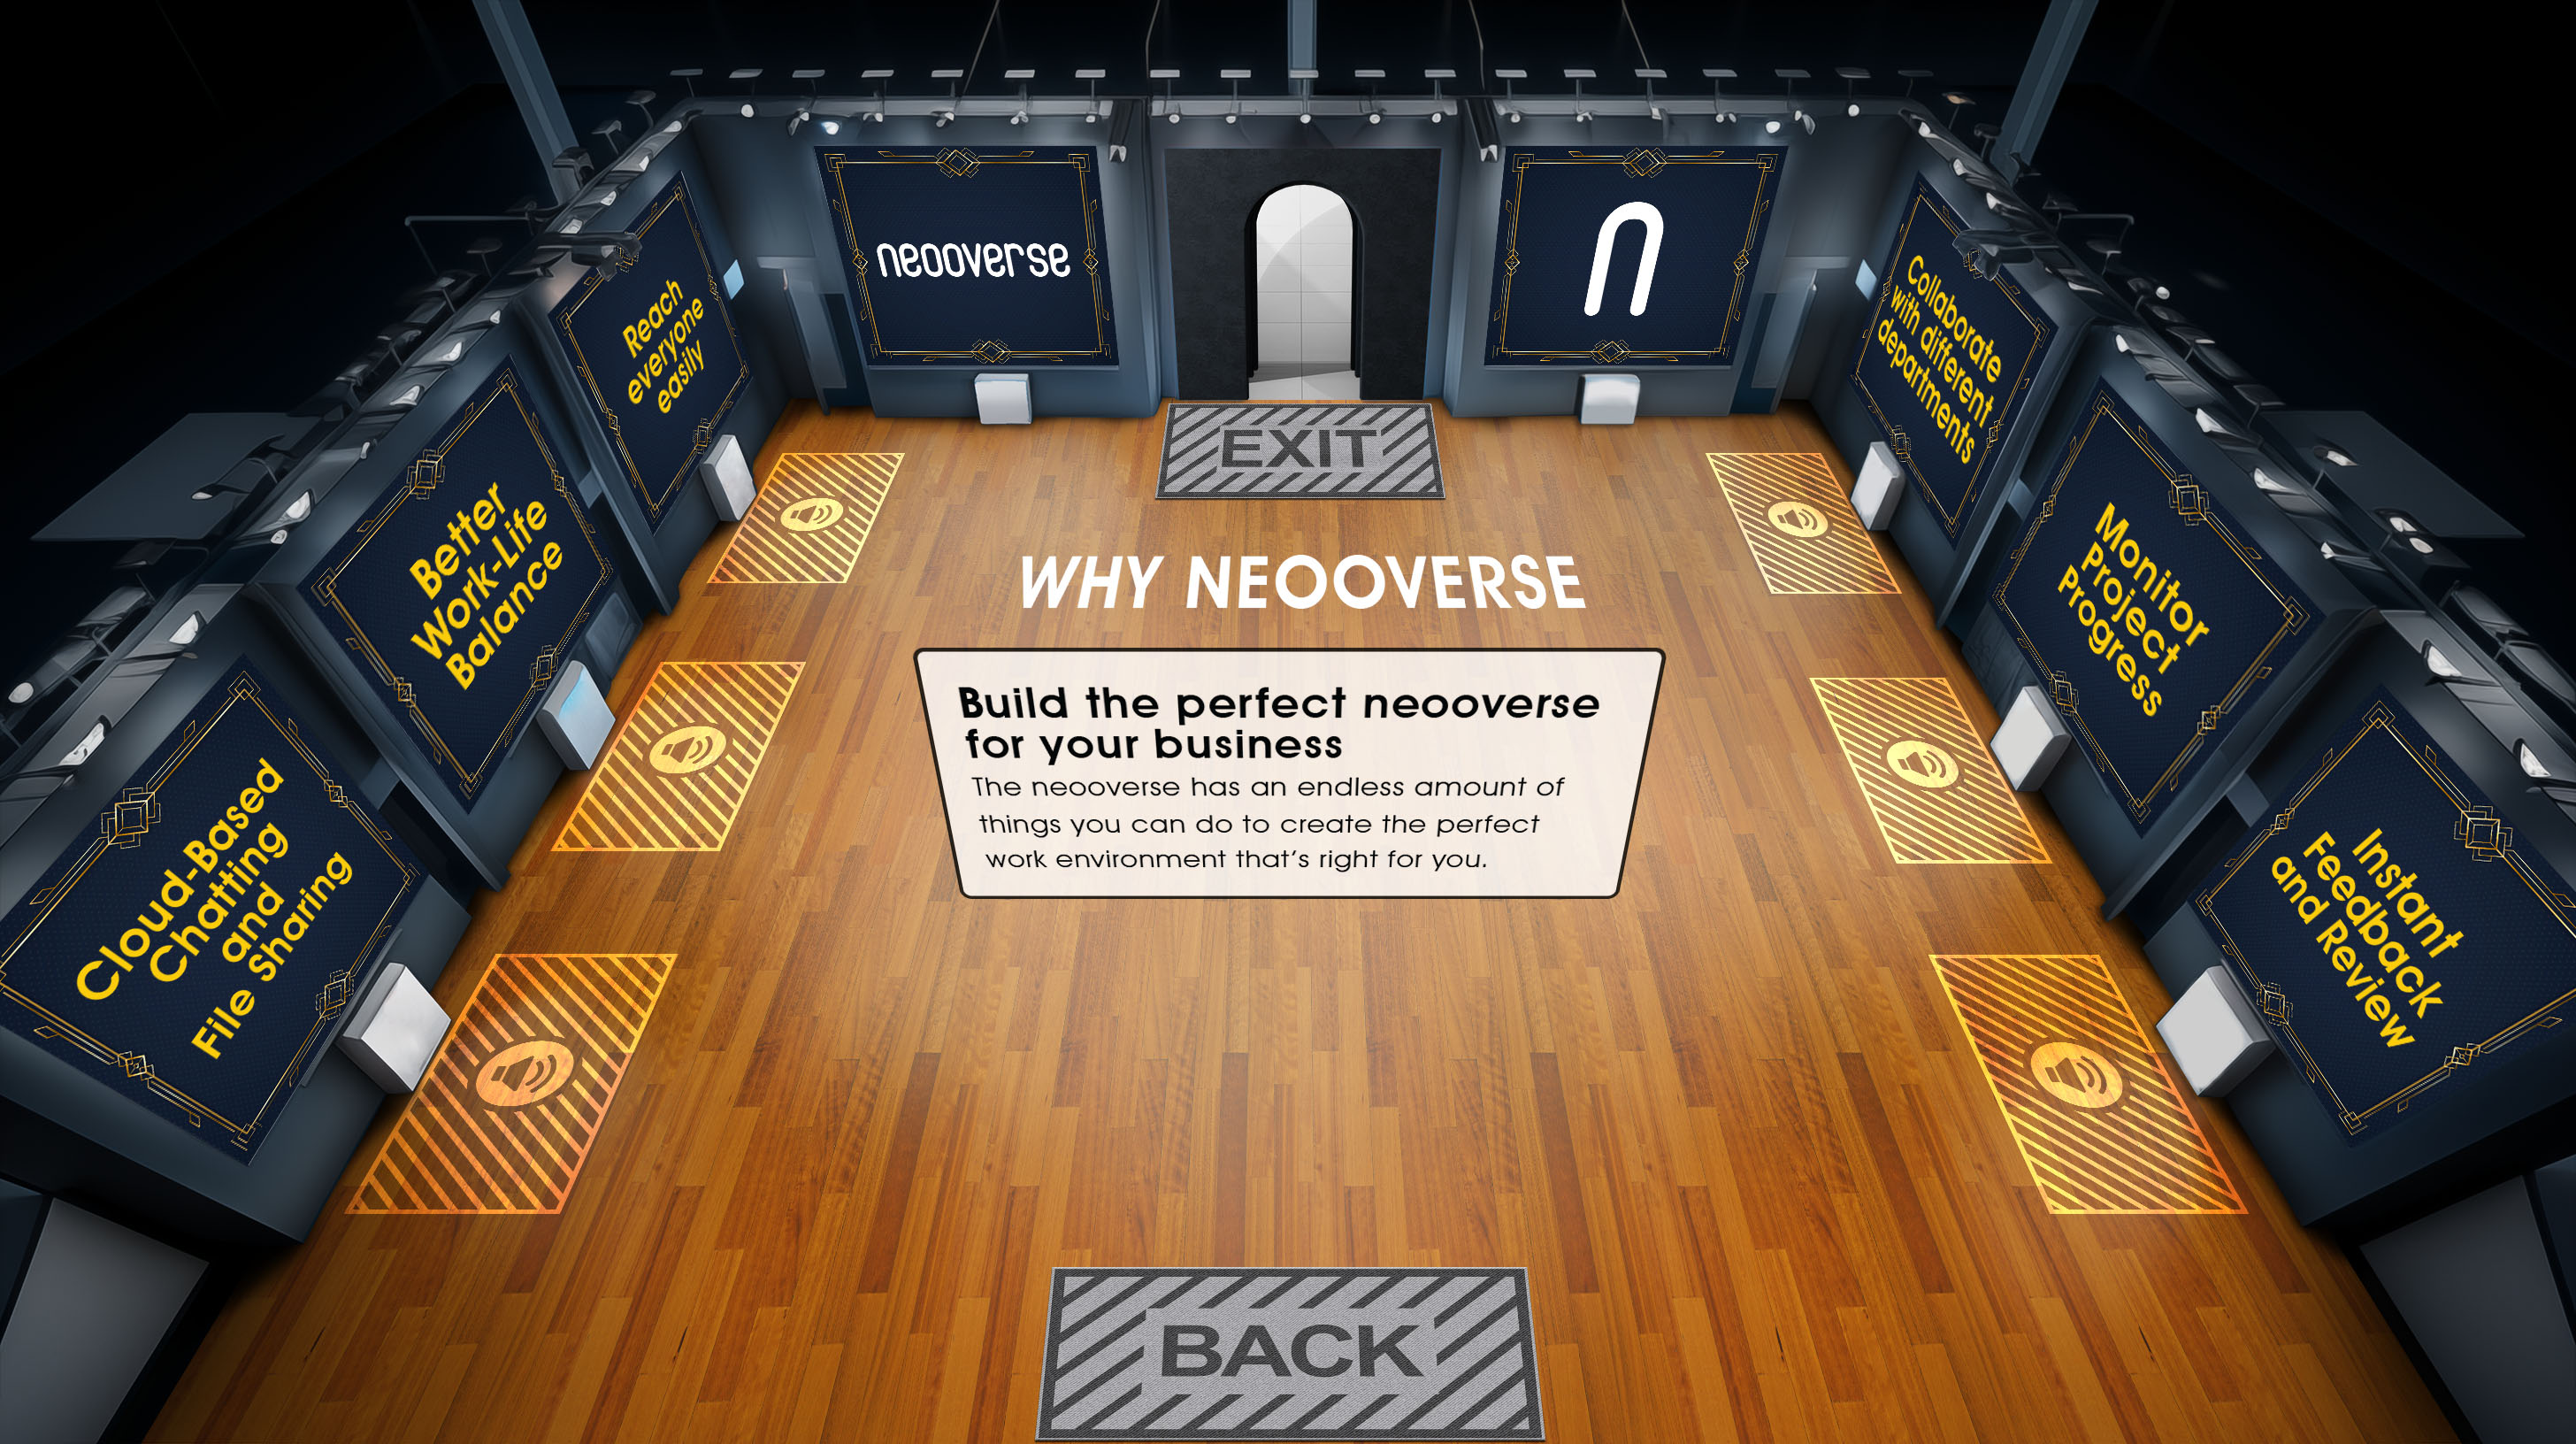 neooverse
n
Reach
everyone
easily
Collaborate
with different
departments
EXIT
Better
Work-Life
Balance
Monitor
Project
Progress
WHY NEOOVERSE
Build the perfect neooverse
for your business
The neooverse has an endless amount of
things you can do to create the perfect
work environment that's right for you.
Cloud-Based
Chatting
and
File Sharing
Instant
Feedback
and Review
BACK